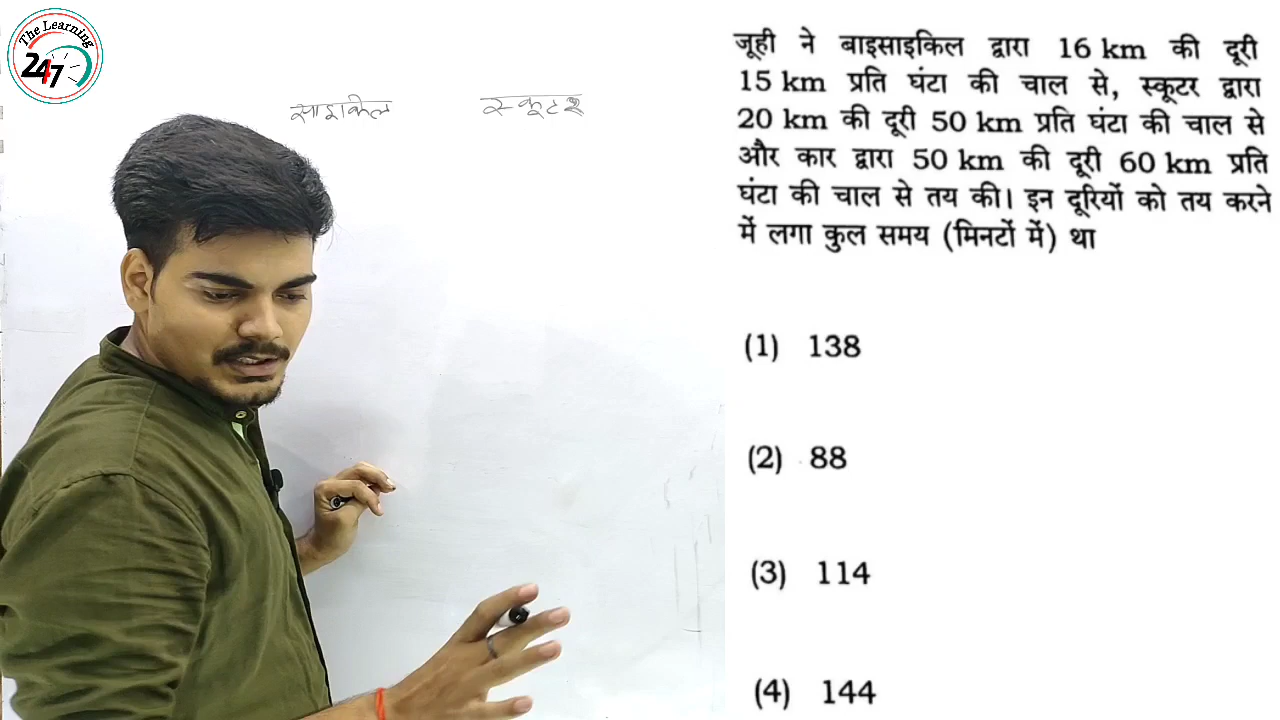 The Learning
247
साइकिल
स्कूटर
जूही ने बाइसाइकिल द्वारा 16 km की दूरी
15 km प्रति घंटा की चाल से, स्कूटर द्वारा
20 km की दूरी 50 km प्रति घंटा की चाल से
और कार द्वारा 50 km की दूरी 60 km प्रति
घंटा की चाल से तय की। इन दूरियों को तय करने
में लगा कुल समय (मिनटों में) था
(1) 138
(2) 88
(3) 114
(4) 144